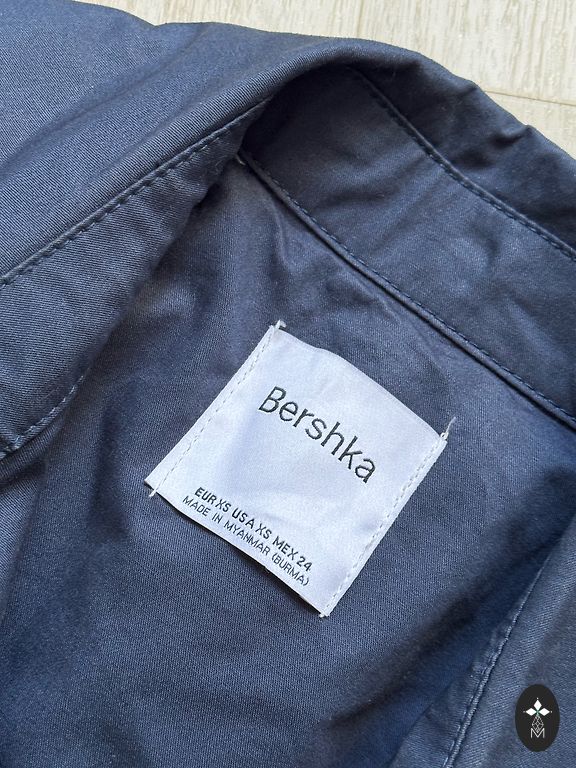 Bershka
EUR XS USA XS MEX 24
MADE IN MYANMAR (BURMA)
M